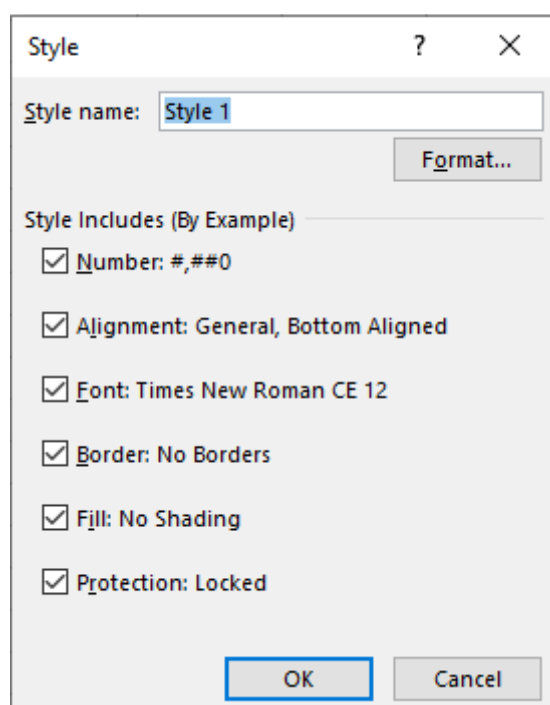 Style ?
Style name: Style 1
Format...
Style Includes (By Example)
Number: #,##0
Alignment: General, Bottom Aligned
Font: Times New Roman CE 12
Border: No Borders
Fill: No Shading
Protection: Locked
OK Cancel